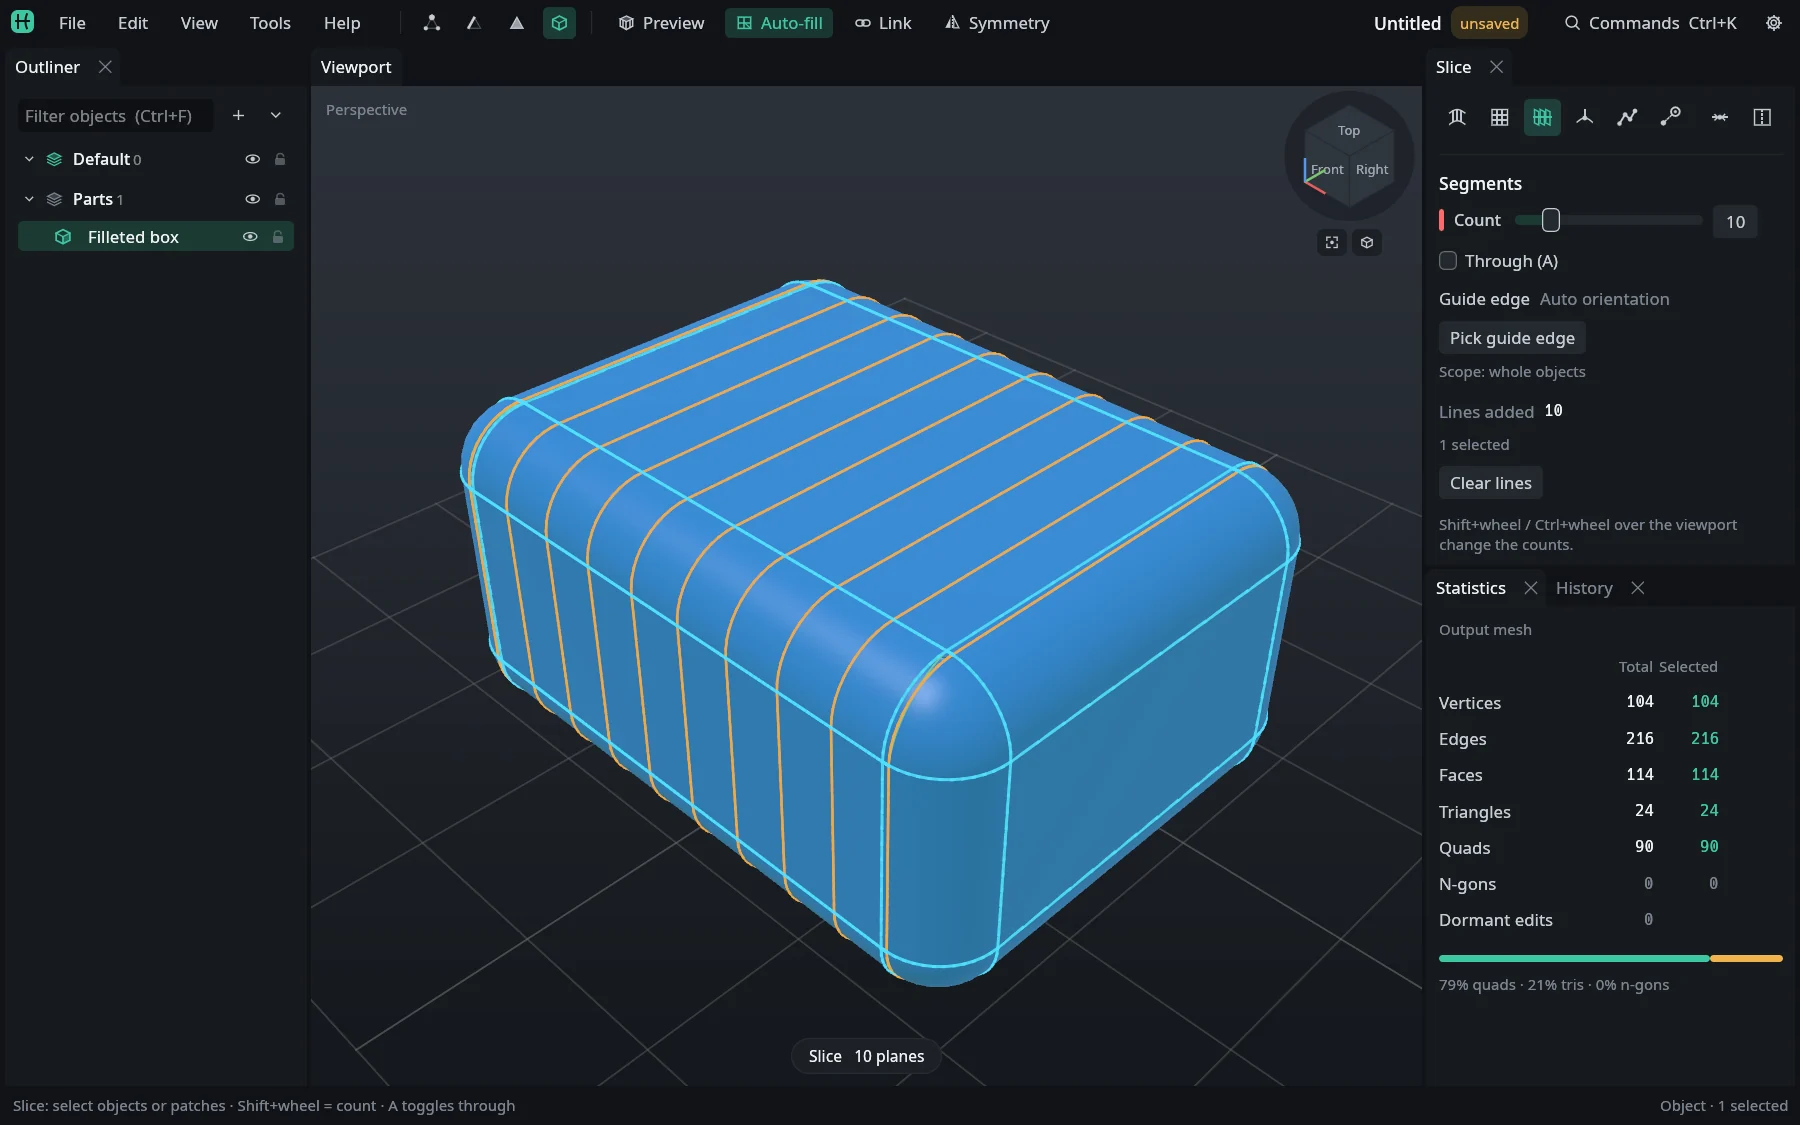 File Edit View Tools Help Preview Auto-fill Link Symmetry Untitled unsaved Commands Ctrl+K
Outliner
Viewport
Slice
Filter objects (Ctrl+F)
Default 0
Parts 1
Filleted box
Perspective
Top
Front Right
Segments
Count 10
Through (A)
Guide edge Auto orientation
Pick guide edge
Scope: whole objects
Lines added 10
1 selected
Clear lines
Shift+wheel / Ctrl+wheel over the viewport
change the counts.
Statistics History
Output mesh
Total Selected
Vertices 104 104
Edges 216 216
Faces 114 114
Triangles 24 24
Quads 90 90
N-gons 0 0
Dormant edits 0
79% quads · 21% tris · 0% n-gons
Slice 10 planes
Slice: select objects or patches · Shift+wheel = count · A toggles through
Object · 1 selected